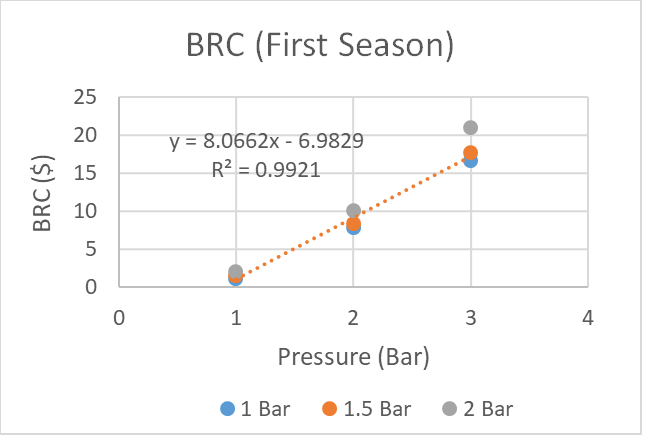 BRC (First Season)
25
20
15
10
5
0
BRC ($)
y = 8.0662x - 6.9829
R² = 0.9921
0 1 2 3 4
Pressure (Bar)
1 Bar 1.5 Bar 2 Bar